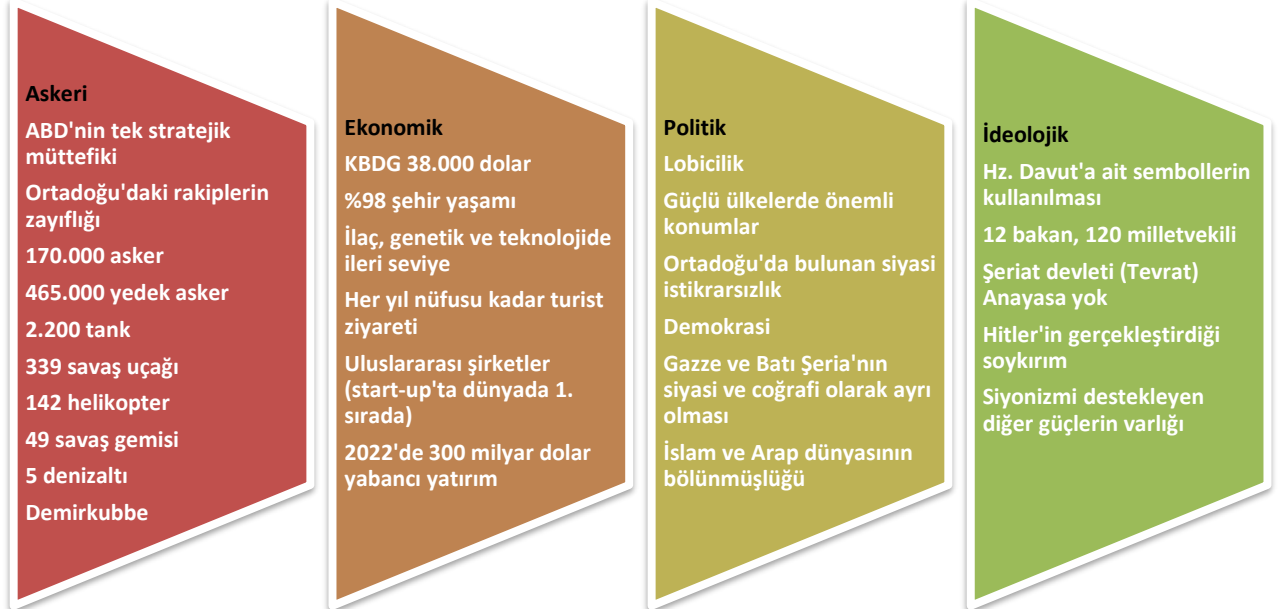 Askeri
ABD'nin tek stratejik
müttefiki
Ortadoğu'daki rakiplerin
zayıflığı
170.000 asker
465.000 yedek asker
2.200 tank
339 savaş uçağı
142 helikopter
49 savaş gemisi
5 denizaltı
Demirkubbe
Ekonomik
KBDG 38.000 dolar
%98 şehir yaşamı
İlaç, genetik ve teknolojide
ileri seviye
Her yıl nüfusu kadar turist
ziyareti
Uluslararası şirketler
(start-up'ta dünyada 1.
sırada)
2022'de 300 milyar dolar
yabancı yatırım
Politik
Lobicilik
Güçlü ülkelerde önemli
konumlar
Ortadoğu'da bulunan siyasi
istikrarsızlık
Demokrasi
Gazze ve Batı Şeria'nın
siyasi ve coğrafi olarak ayrı
olması
İslam ve Arap dünyasının
bölünmüşlüğü
İdeolojik
Hz. Davut'a ait sembollerin
kullanılması
12 bakan, 120 milletvekili
Şeriat devleti (Tevrat)
Anayasa yok
Hitler'in gerçekleştirdiği
soykırım
Siyonizmi destekleyen
diğer güçlerin varlığı